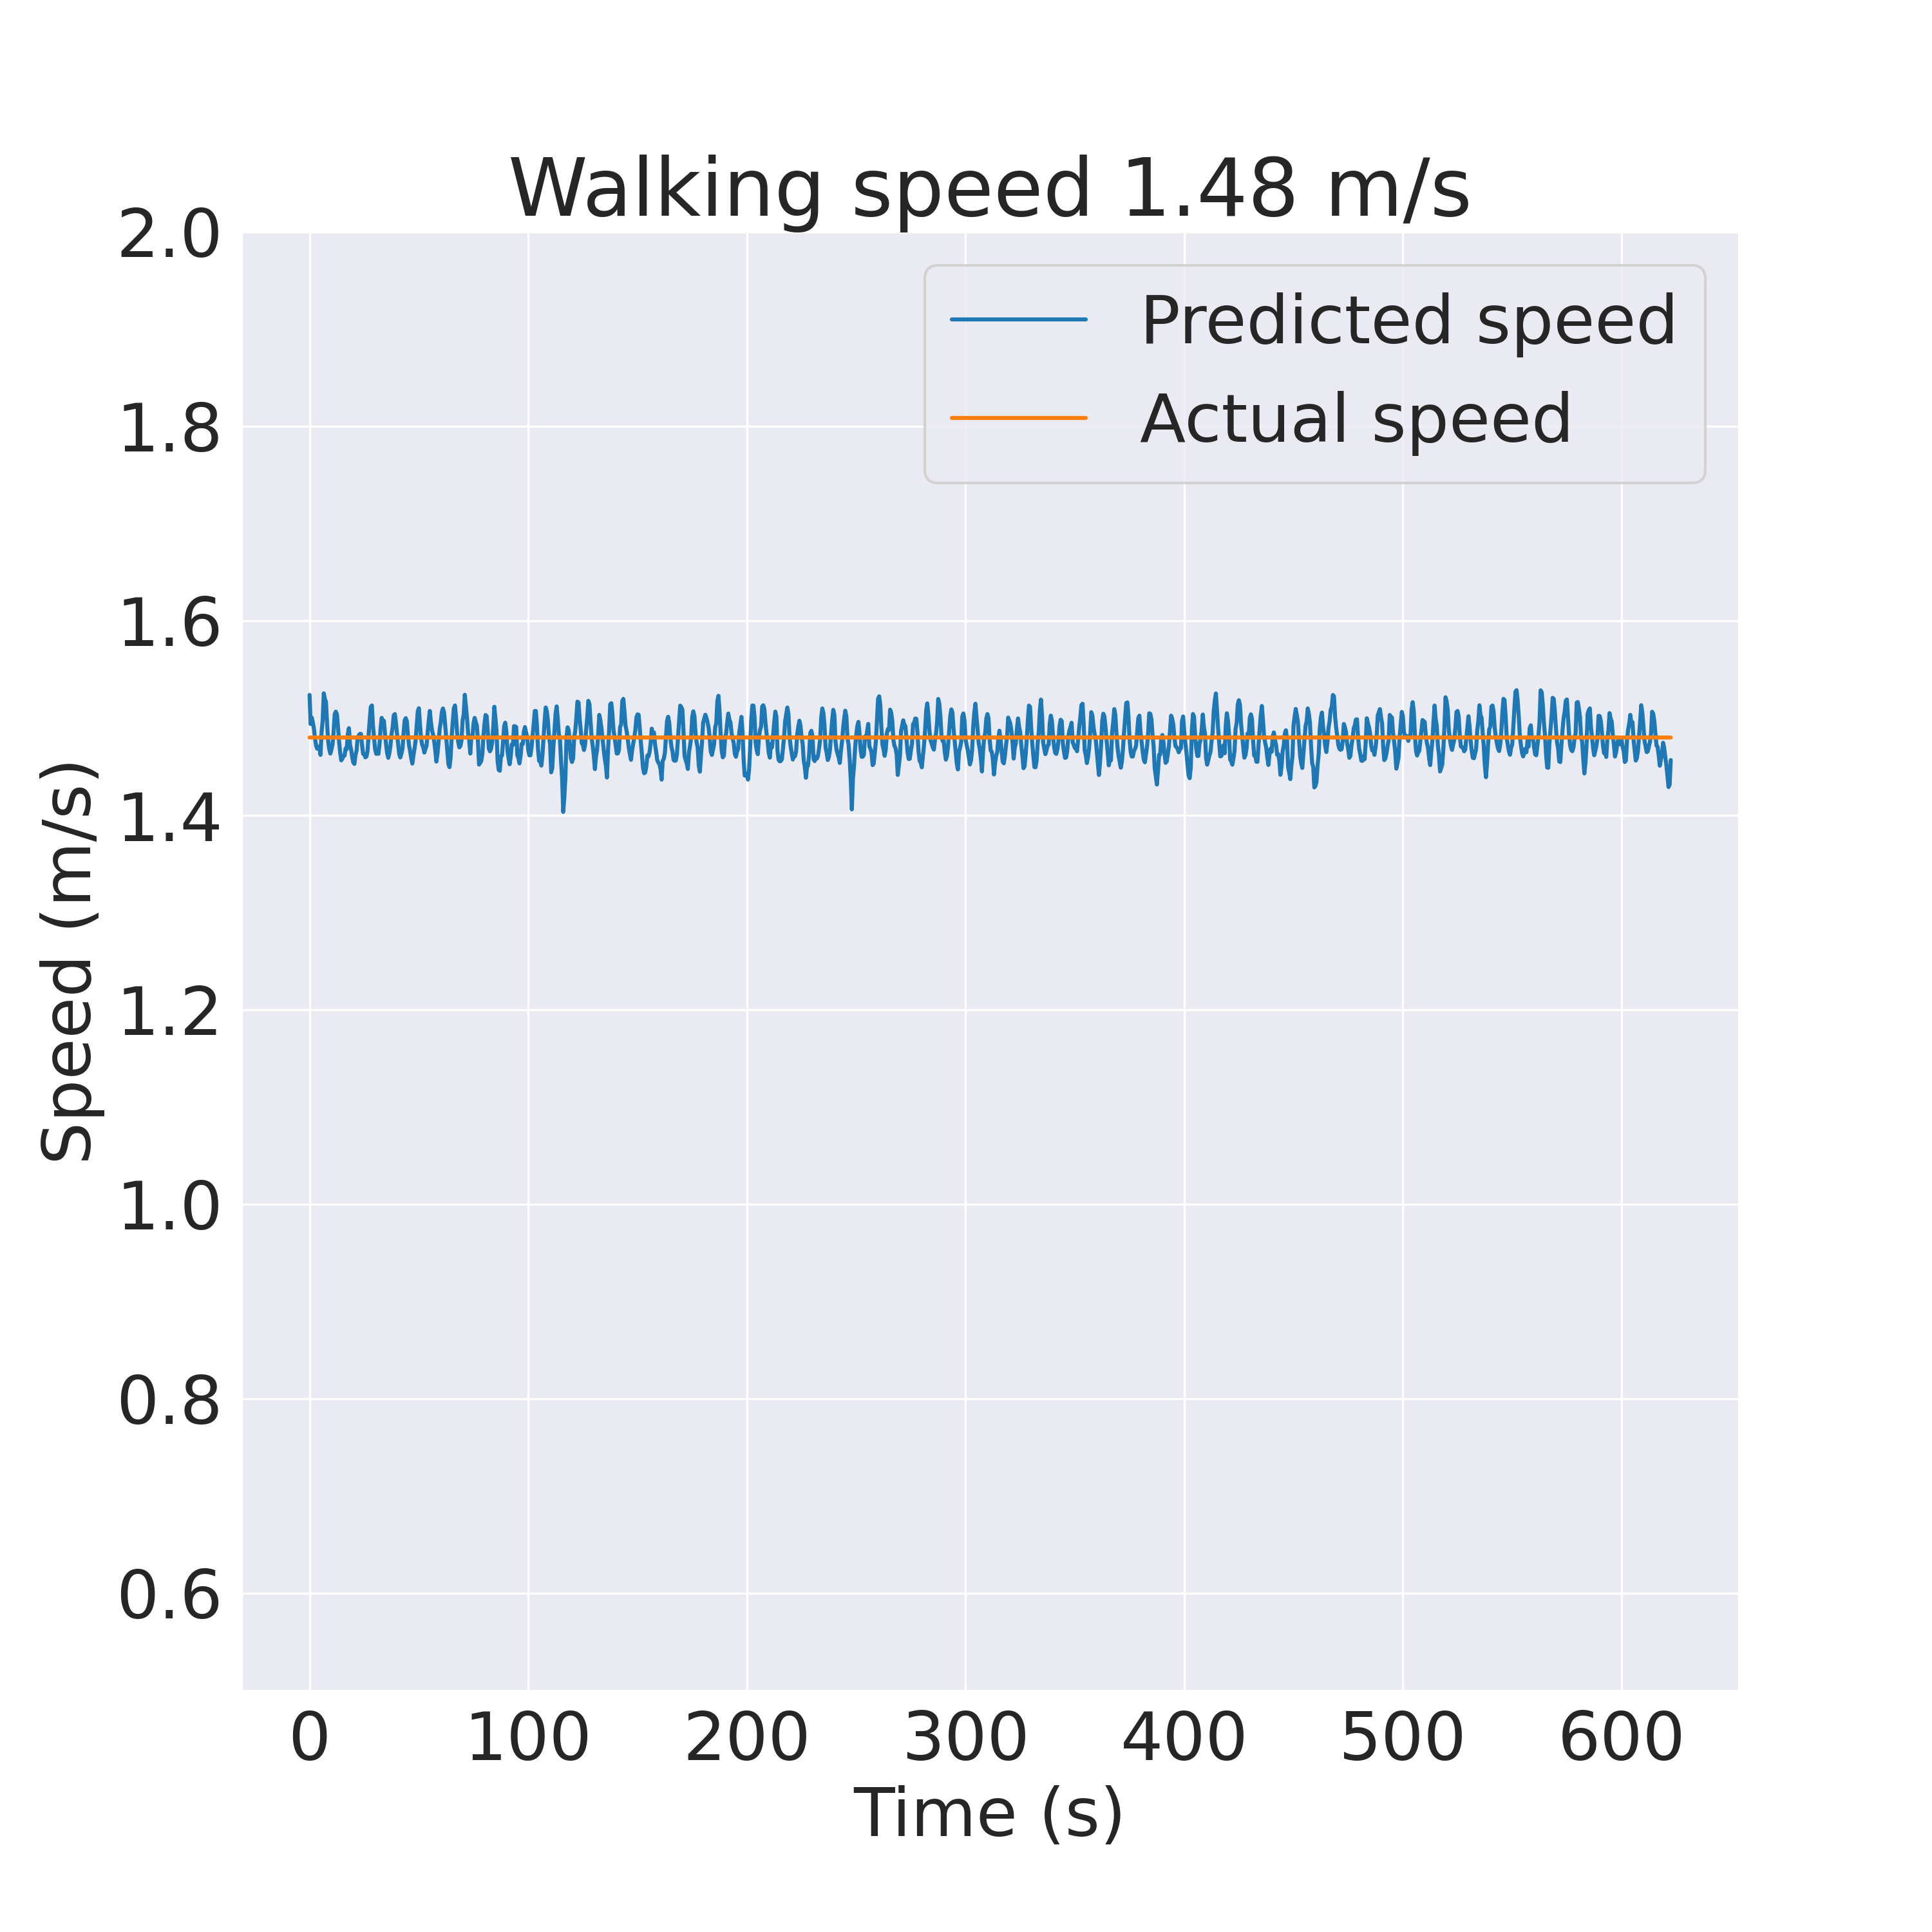 Walking speed 1.48 m/s
Predicted speed
Actual speed
2.0
1.8
1.6
1.4
1.2
1.0
0.8
0.6
Speed (m/s)
0 100 200 300 400 500 600
Time (s)